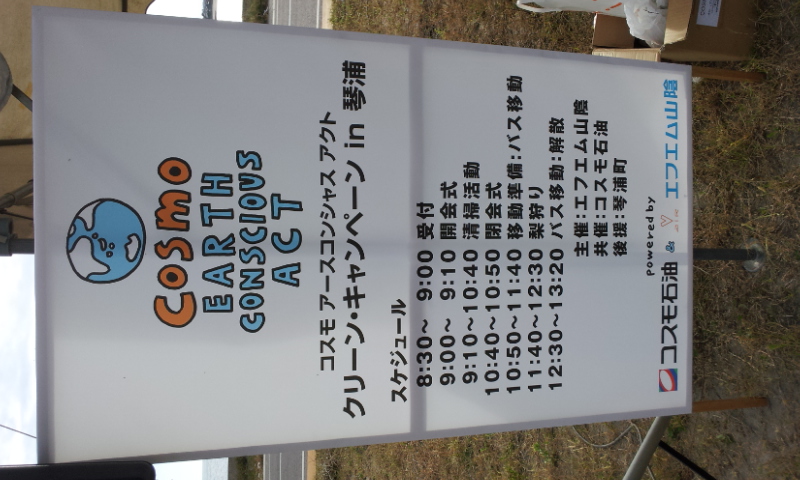 Cosmo
EARTH
CONSCIOUS
ACT
コスモ アースコンシャス アクト
クリーン・キャンペーン in 琴浦
スケジュール
8:30～ 9:00 受付
9:00～ 9:10 開会式
9:10～10:40 清掃活動
10:40～10:50 閉会式
10:50～11:40 移動準備:バス移動
11:40～12:30 梨狩り
12:30～13:20 バス移動:解散
主催:エフエム山陰
共催:コスモ石油
後援:琴浦町
powered by
コスモ石油 & エフエム山陰